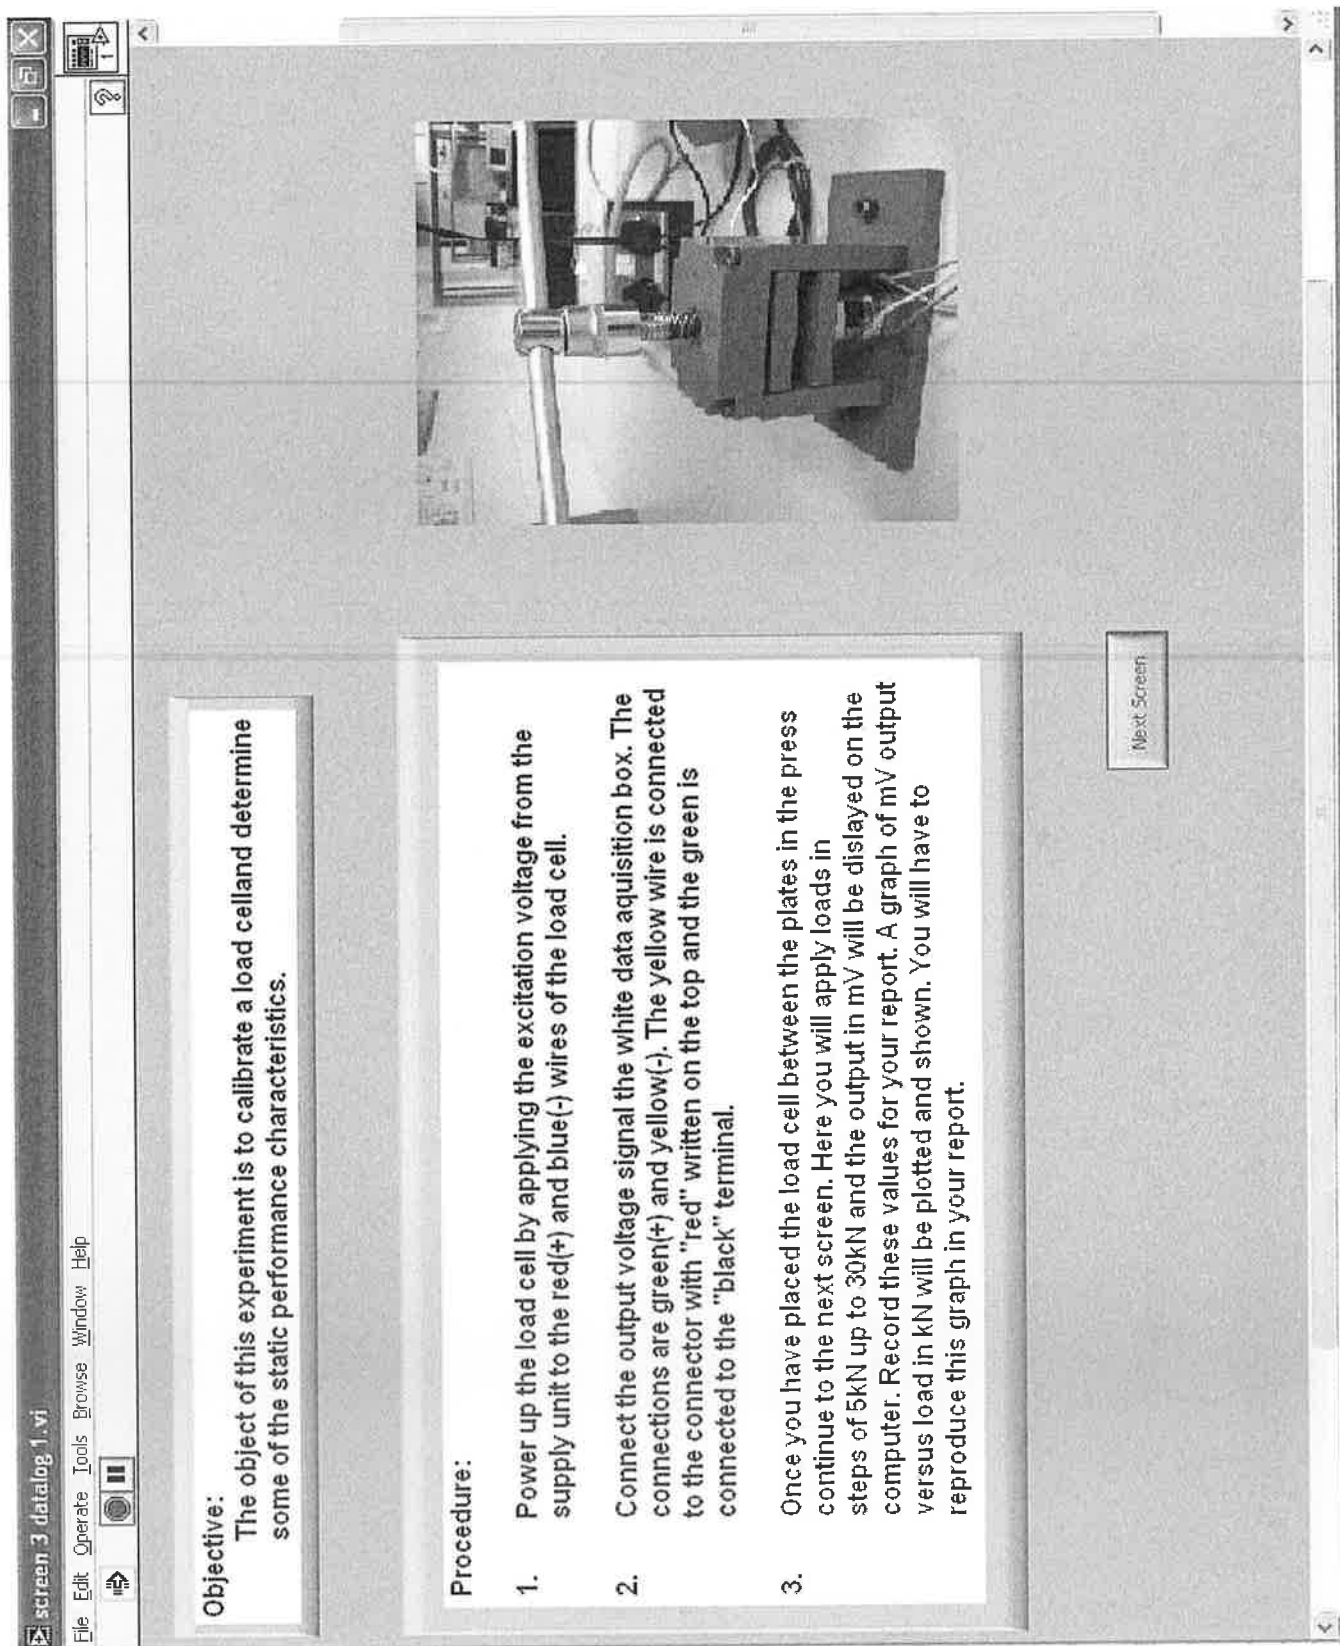 screen 3 datalog 1.vi
File Edit Operate Tools Browse Window Help
Objective:
The object of this experiment is to calibrate a load celland determine
some of the static performance characteristics.
Procedure:
1. Power up the load cell by applying the excitation voltage from the
supply unit to the red(+) and blue(-) wires of the load cell.
2. Connect the output voltage signal the white data aquisition box. The
connections are green(+) and yellow(-). The yellow wire is connected
to the connector with "red" written on the top and the green is
connected to the "black" terminal.
3. Once you have placed the load cell between the plates in the press
continue to the next screen. Here you will apply loads in
steps of 5kN up to 30kN and the output in mV will be dislayed on the
computer. Record these values for your report. A graph of mV output
versus load in kN will be plotted and shown. You will have to
reproduce this graph in your report.
Next Screen